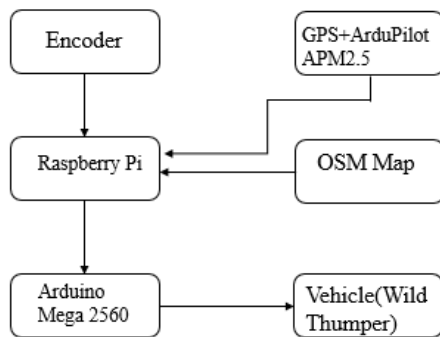 Encoder
GPS+ArduPilot
APM2.5
Raspberry Pi
OSM Map
Arduino
Mega 2560
Vehicle(Wild
Thumper)